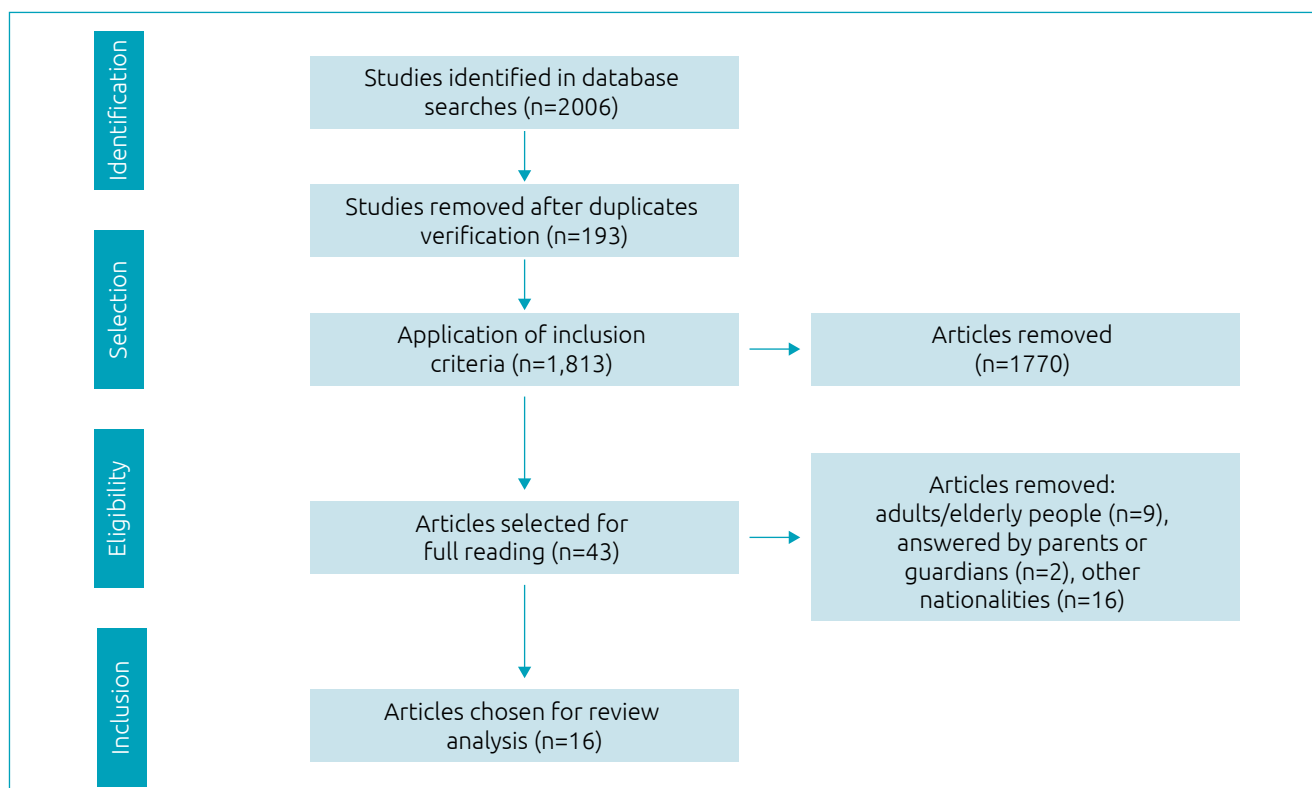 Identification
Studies identified in database
searches (n=2006)
Studies removed after duplicates
verification (n=193)
Selection
Application of inclusion
criteria (n=1,813)
Articles removed
(n=1770)
Eligibility
Articles selected for
full reading (n=43)
Articles removed:
adults/elderly people (n=9),
answered by parents or
guardians (n=2), other
nationalities (n=16)
Inclusion
Articles chosen for review
analysis (n=16)